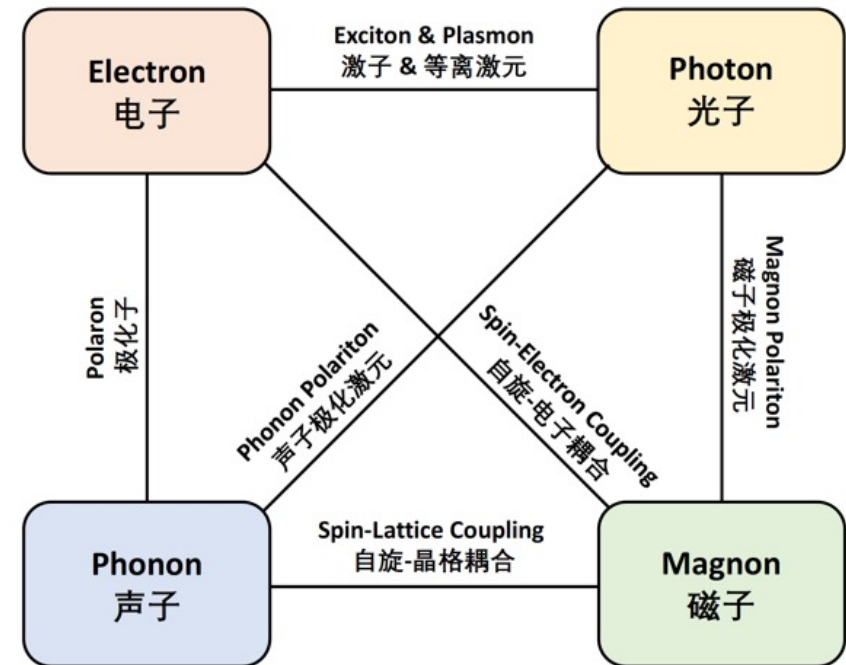 Electron
电子
Exciton & Plasmon
激子 & 等离激元
Photon
光子
Polaron
极化子
Phonon Polariton
声子极化激元
Spin-Electron Coupling
自旋-电子耦合
Magnon Polariton
磁子极化激元
Phonon
声子
Spin-Lattice Coupling
自旋-晶格耦合
Magnon
磁子